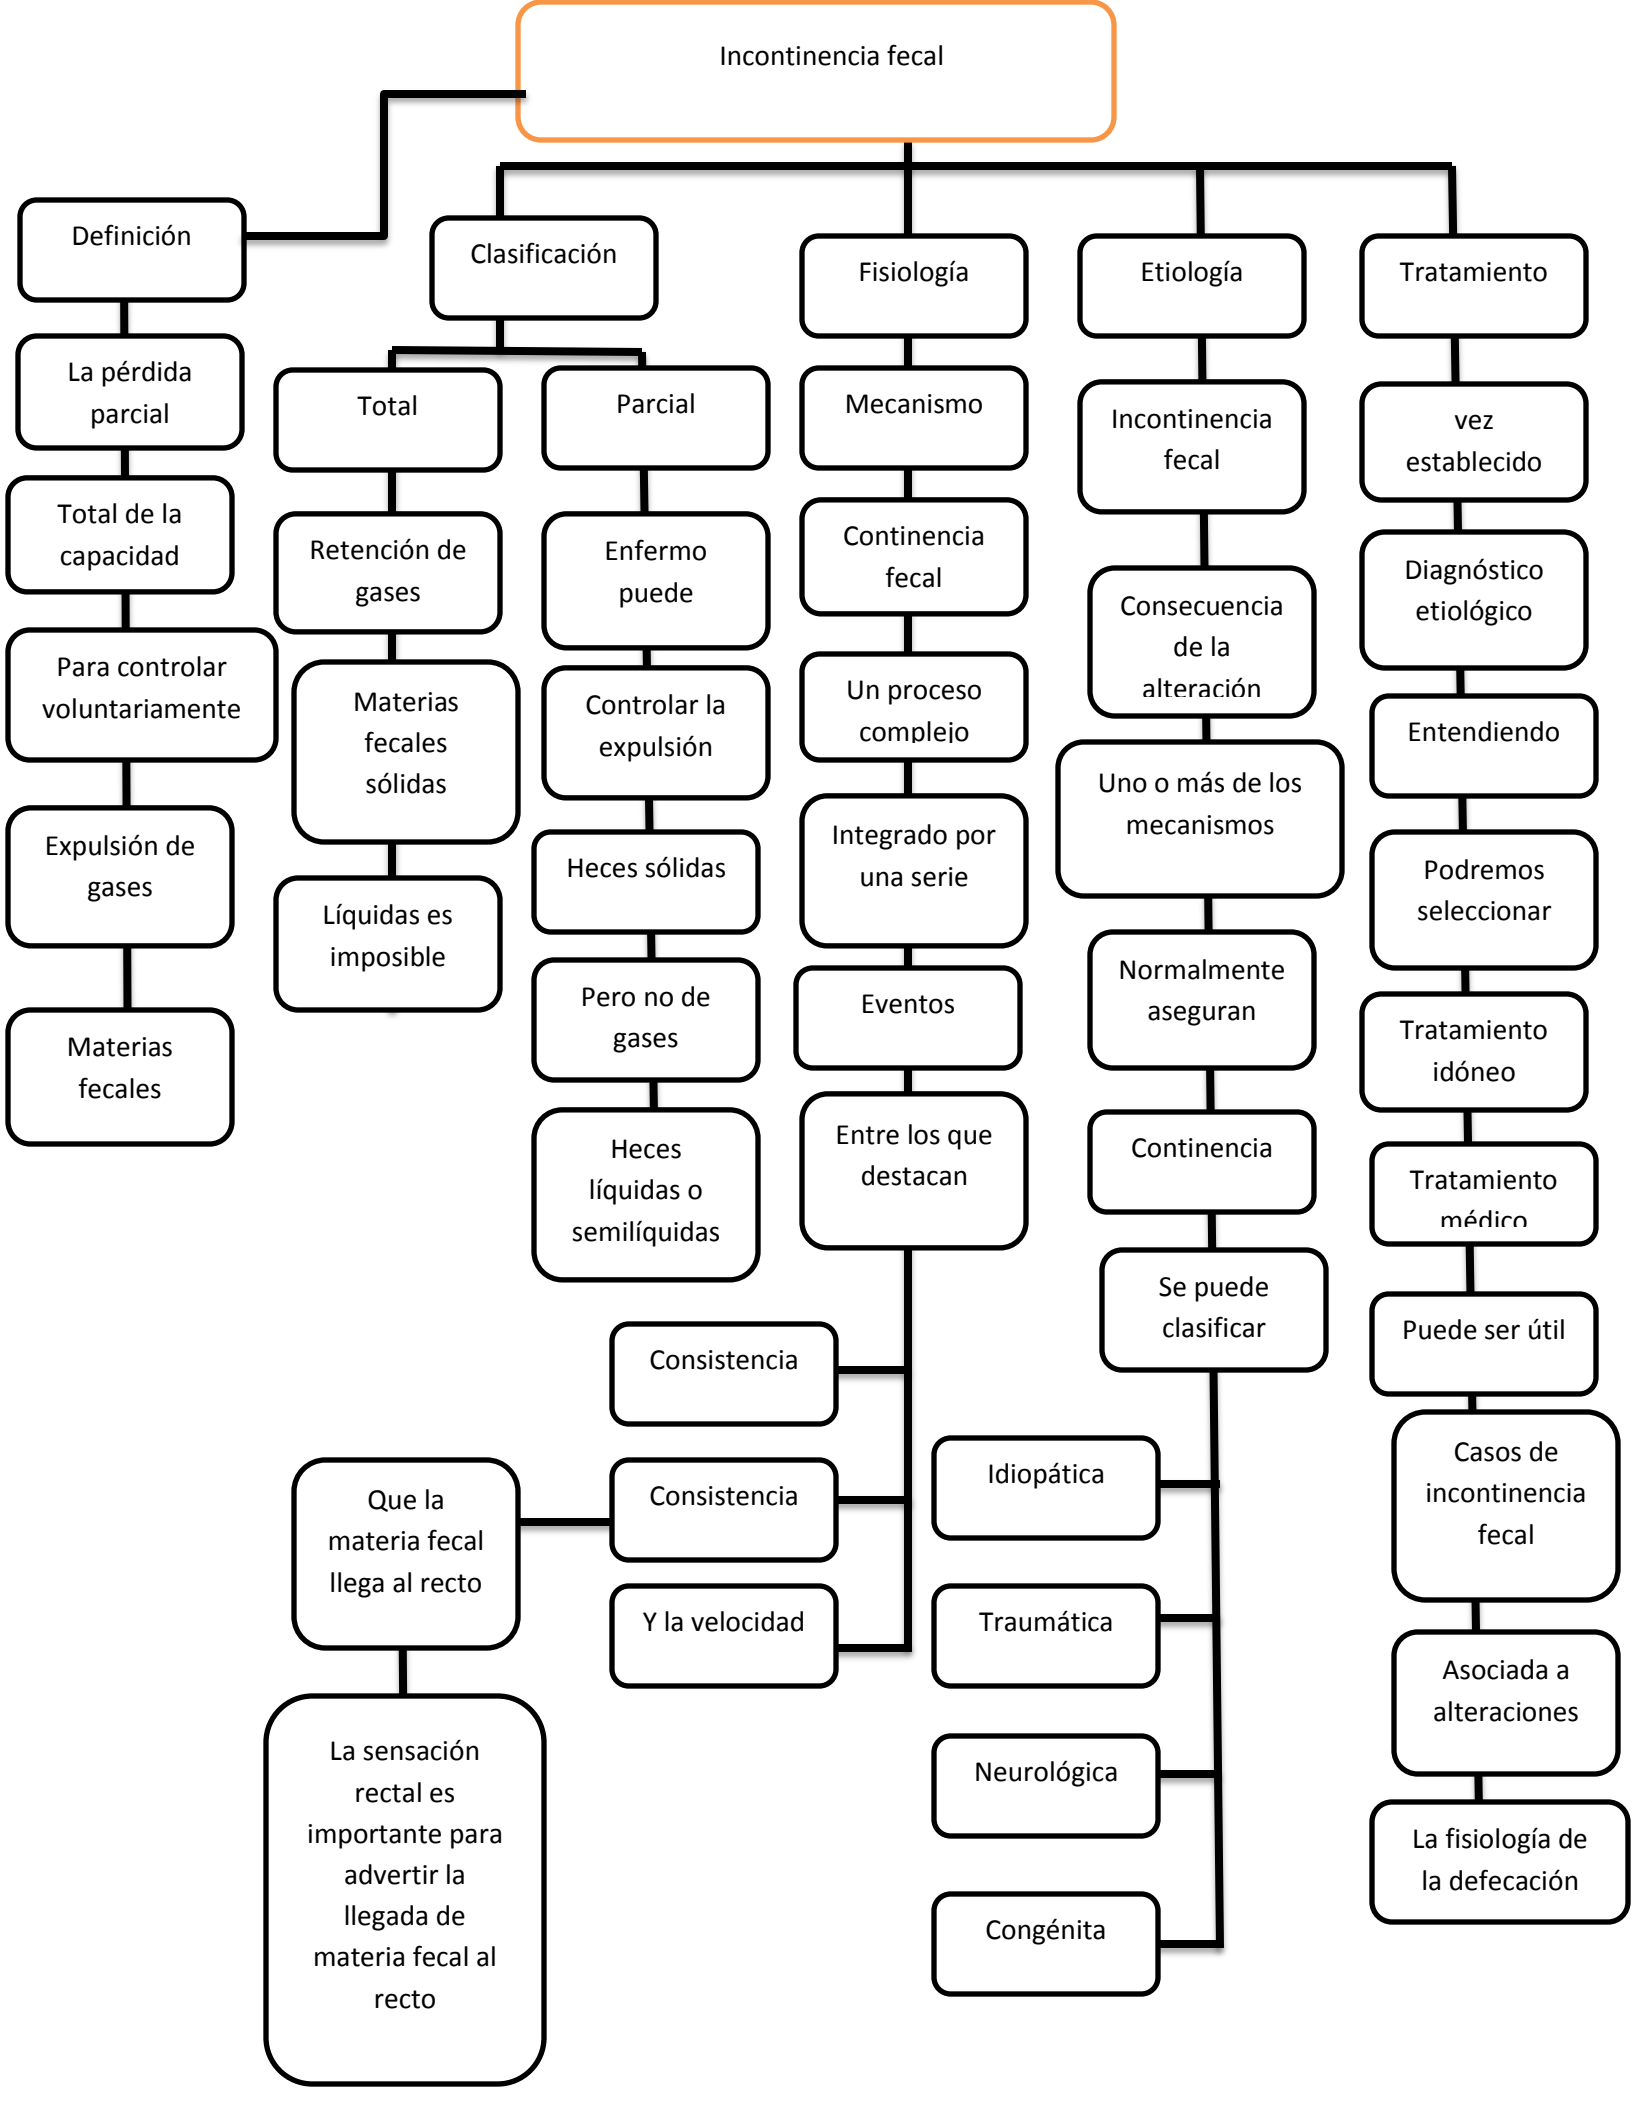 Incontinencia fecal
Definición
La pérdida
parcial
Total de la
capacidad
Para controlar
voluntariamente
Expulsión de
gases
Materias
fecales
Clasificación
Total
Retención de
gases
Materias
fecales
sólidas
Líquidas es
imposible
Parcial
Enfermo
puede
Controlar la
expulsión
Heces sólidas
Pero no de
gases
Heces
líquidas o
semilíquidas
Fisiología
Mecanismo
Continencia
fecal
Un proceso
complejo
Integrado por
una serie
Eventos
Entre los que
destacan
Consistencia
Consistencia
Que la
materia fecal
llega al recto
La sensación
rectal es
importante para
advertir la
llegada de
materia fecal al
recto
Y la velocidad
Etiología
Incontinencia
fecal
Consecuencia
de la
alteración
Uno o más de los
mecanismos
Normalmente
aseguran
Continencia
Se puede
clasificar
Idiopática
Traumática
Neurológica
Congénita
Tratamiento
vez
establecido
Diagnóstico
etiológico
Entendiendo
Podremos
seleccionar
Tratamiento
idóneo
Tratamiento
médico
Puede ser útil
Casos de
incontinencia
fecal
Asociada a
alteraciones
La fisiología de
la defecación